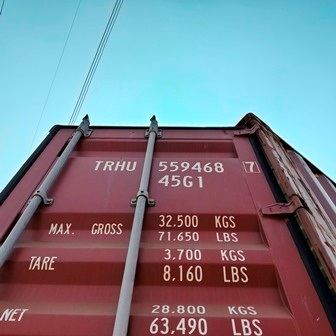 TRHU 559468 7
45G1
MAX. GROSS 32.500 KGS
71.650 LBS
TARE 3.700 KGS
8.160 LBS
NET 28.800 KGS
63.490 LBS